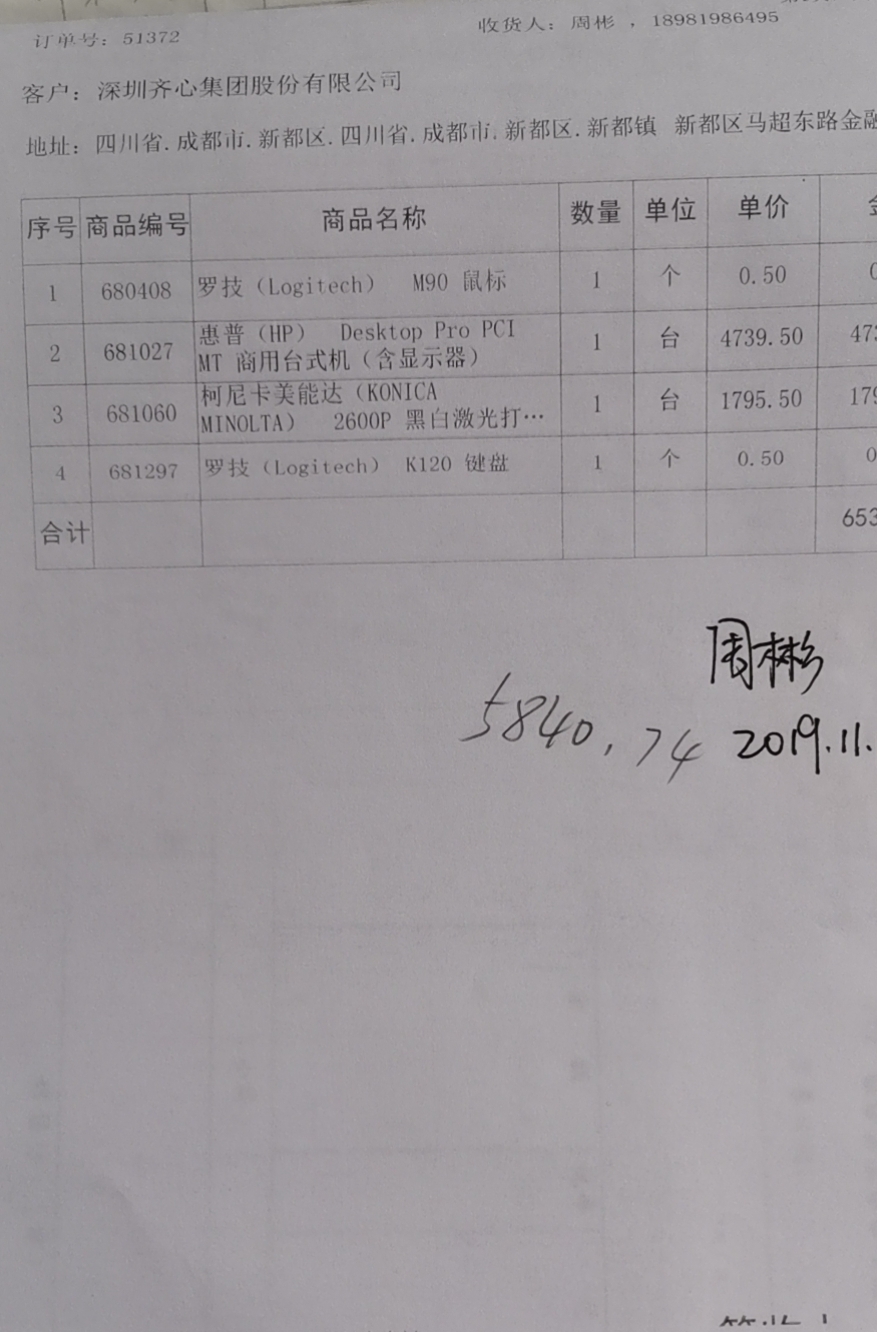 收货人：周彬 ，18981986495
订单号：51372
客户：深圳齐心集团股份有限公司
地址：四川省.成都市.新都区.四川省.成都市.新都区.新都镇 新都区马超东路金融
序号 商品编号 商品名称 数量 单位 单价
1 680408 罗技（Logitech） M90 鼠标 1 个 0.50 0
2 681027 惠普（HP） Desktop Pro PCI MT 商用台式机（含显示器） 1 台 4739.50 473
3 681060 柯尼卡美能达（KONICA MINOLTA） 2600P 黑白激光打… 1 台 1795.50 179
4 681297 罗技（Logitech） K120 键盘 1 个 0.50 0
合计 653
周彬
5840.74 2019.11.